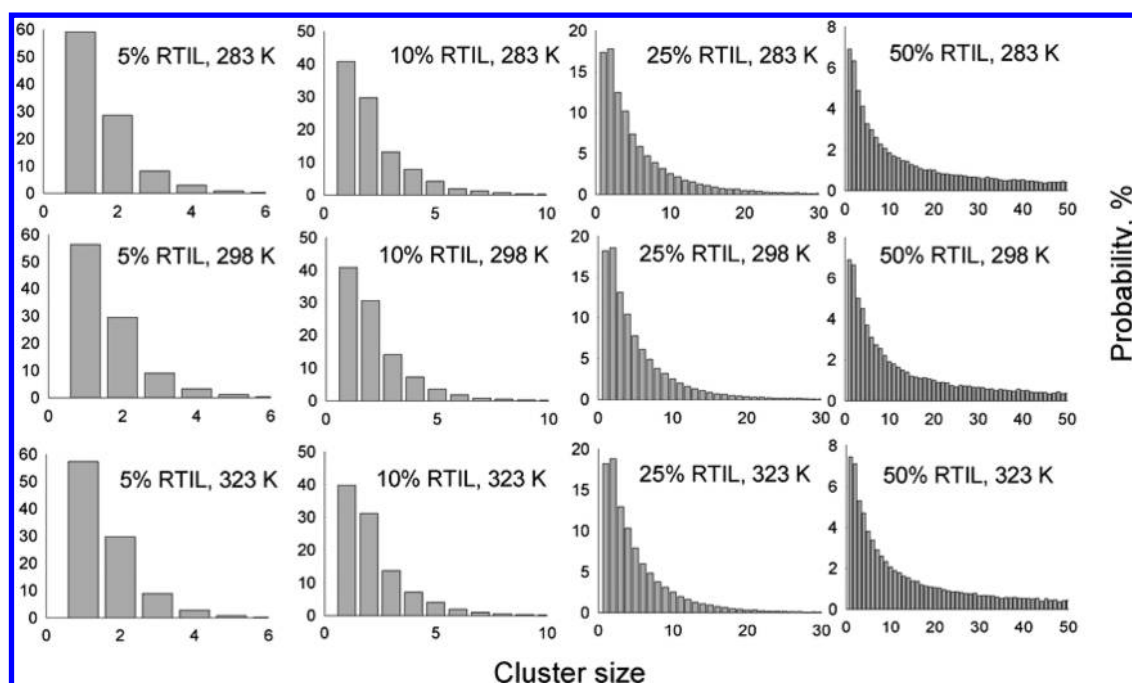 60
50
40
30
20
10
0
0 2 4 6
5% RTIL, 283 K
50
40
30
20
10
0
0 5 10
10% RTIL, 283 K
20
15
10
5
0
0 10 20 30
25% RTIL, 283 K
8
6
4
2
0
0 10 20 30 40 50
50% RTIL, 283 K
60
50
40
30
20
10
0
0 2 4 6
5% RTIL, 298 K
50
40
30
20
10
0
0 5 10
10% RTIL, 298 K
20
15
10
5
0
0 10 20 30
25% RTIL, 298 K
8
6
4
2
0
0 10 20 30 40 50
50% RTIL, 298 K
60
50
40
30
20
10
0
0 2 4 6
5% RTIL, 323 K
50
40
30
20
10
0
0 5 10
10% RTIL, 323 K
20
15
10
5
0
0 10 20 30
25% RTIL, 323 K
8
6
4
2
0
0 10 20 30 40 50
50% RTIL, 323 K
Probability, %
Cluster size